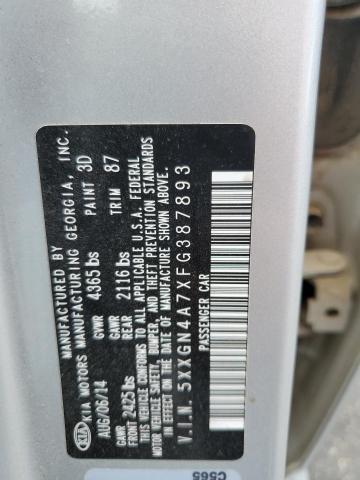 MANUFACTURED BY
KIA KIA MOTORS MANUFACTURING GEORGIA, INC.
AUG/06/14 GVWR 4365 lbs PAINT 3D
GAWR FRONT 2425 lbs GAWR REAR 2116 lbs TRIM 87
THIS VEHICLE CONFORMS TO ALL APPLICABLE U.S.A. FEDERAL
MOTOR VEHICLE SAFETY, BUMPER, AND THEFT PREVENTION STANDARDS
IN EFFECT ON THE DATE OF MANUFACTURE SHOWN ABOVE.
V.I.N. 5XXGN4A7XFG387893
PASSENGER CAR
C565